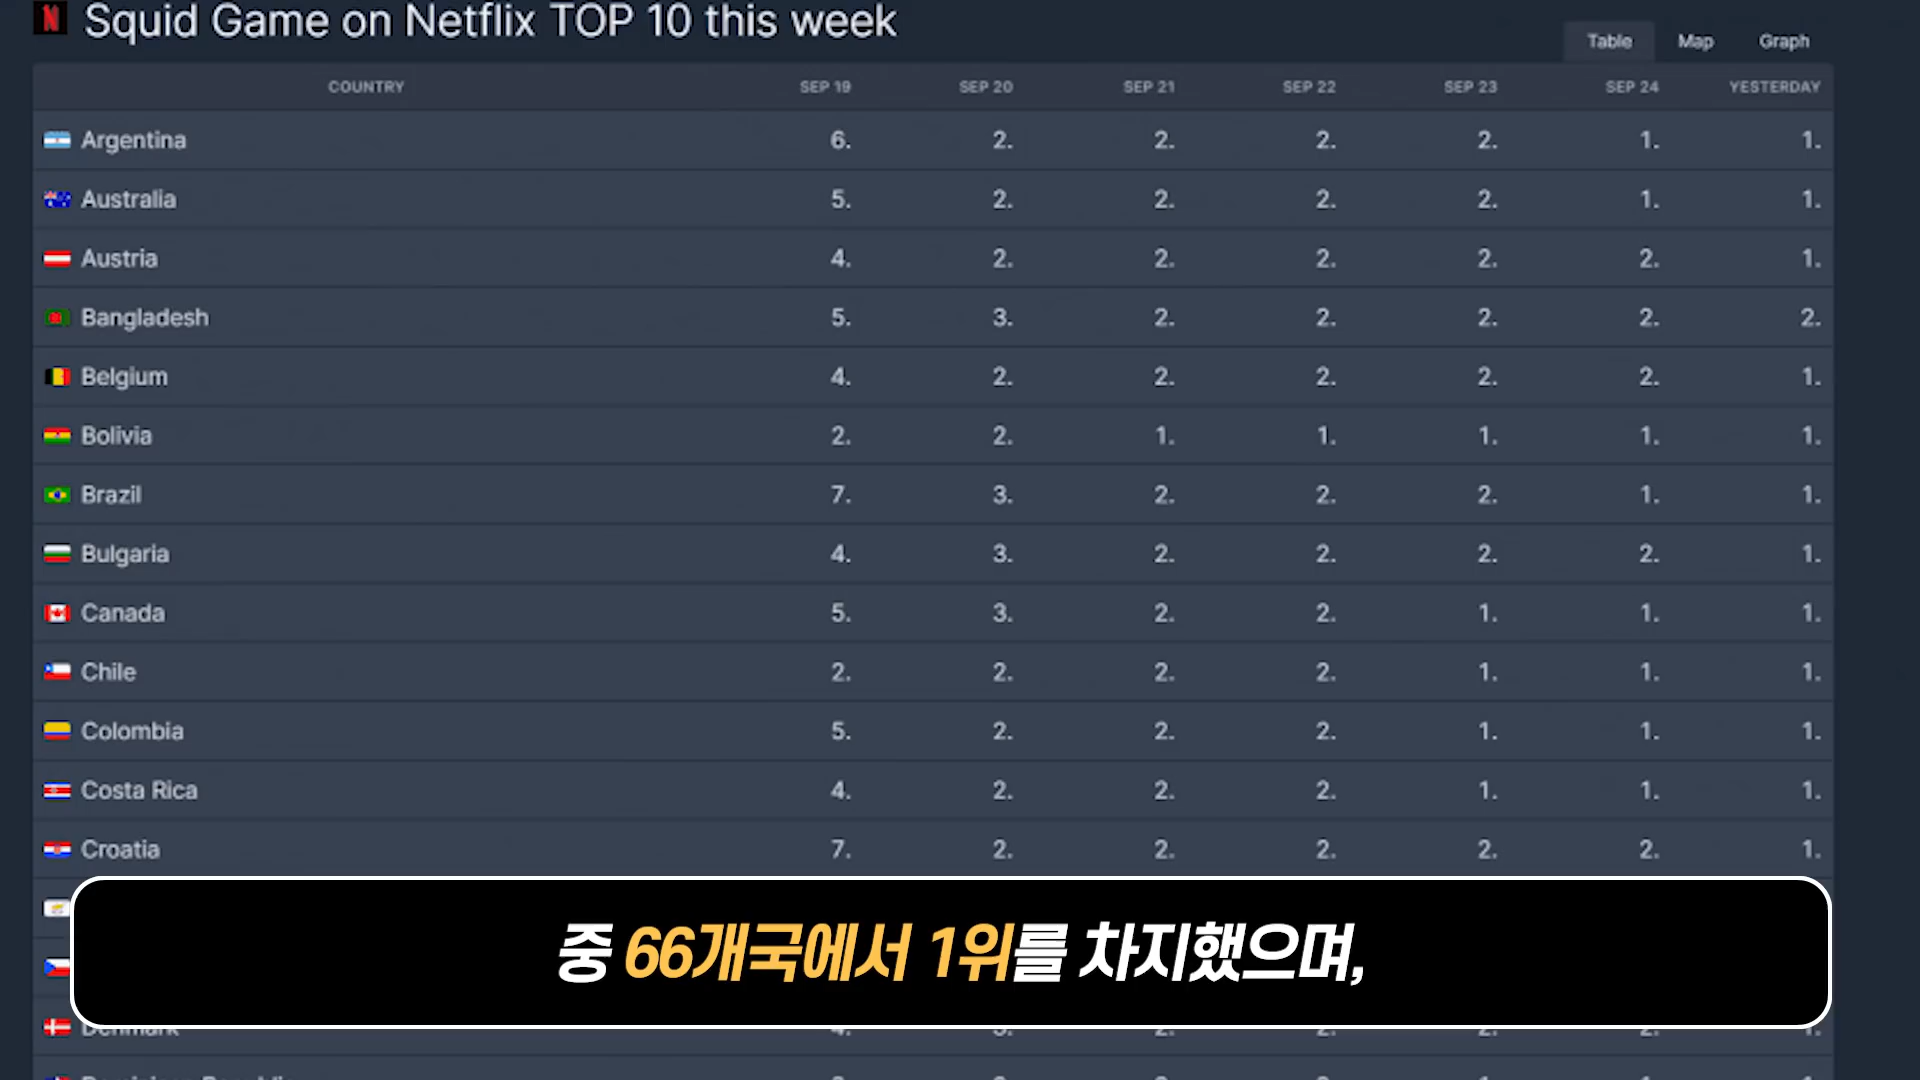 N Squid Game on Netflix TOP 10 this week
Table Map Graph
COUNTRY SEP 19 SEP 20 SEP 21 SEP 22 SEP 23 SEP 24 YESTERDAY
Argentina 6. 2. 2. 2. 2. 1. 1.
Australia 5. 2. 2. 2. 2. 1. 1.
Austria 4. 2. 2. 2. 2. 2. 1.
Bangladesh 5. 3. 2. 2. 2. 2. 2.
Belgium 4. 2. 2. 2. 2. 2. 1.
Bolivia 2. 2. 1. 1. 1. 1. 1.
Brazil 7. 3. 2. 2. 2. 1. 1.
Bulgaria 4. 3. 2. 2. 2. 2. 1.
Canada 5. 3. 2. 2. 1. 1. 1.
Chile 2. 2. 2. 2. 1. 1. 1.
Colombia 5. 2. 2. 2. 1. 1. 1.
Costa Rica 4. 2. 2. 2. 1. 1. 1.
Croatia 7. 2. 2. 2. 2. 2. 1.
중 66개국에서 1위를 차지했으며,
Denmark